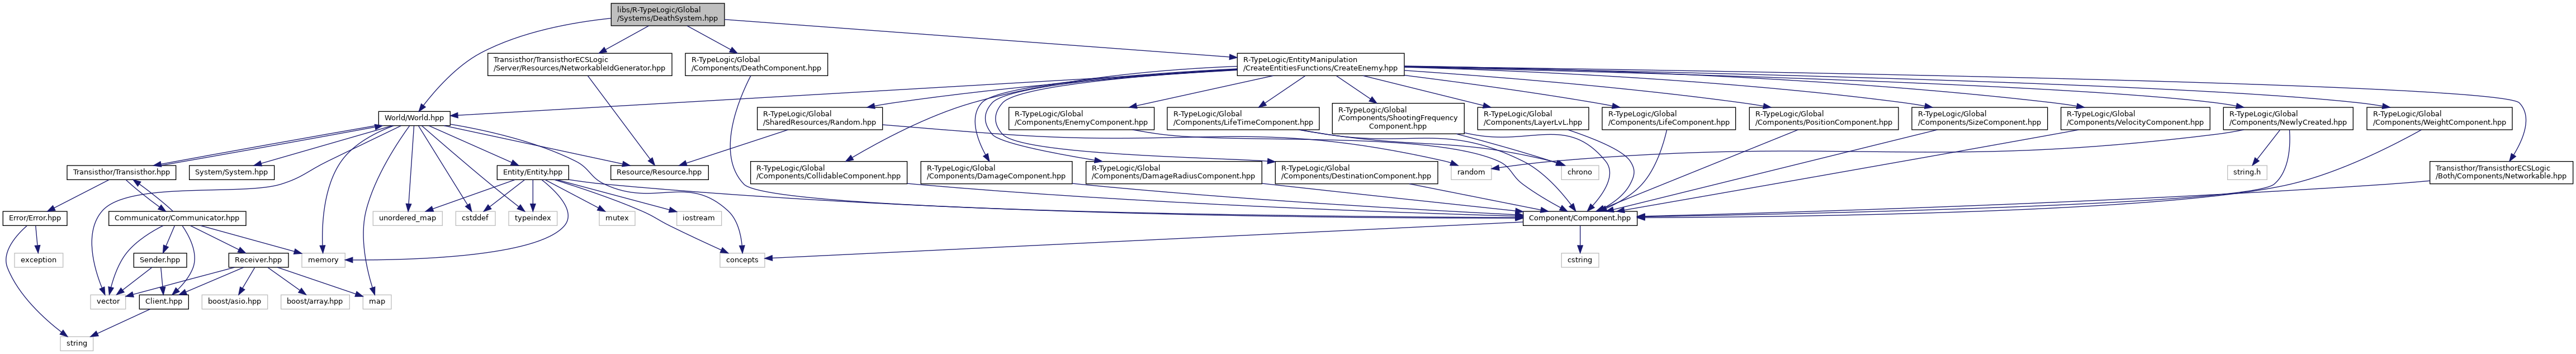 libs/R-TypeLogic/Global
/Systems/DeathSystem.hpp
Transisthor/TransisthorECSLogic
/Server/Resources/NetworkableIdGenerator.hpp
R-TypeLogic/Global
/Components/DeathComponent.hpp
R-TypeLogic/EntityManipulation
/CreateEntitiesFunctions/CreateEnemy.hpp
World/World.hpp
R-TypeLogic/Global
/SharedResources/Random.hpp
R-TypeLogic/Global
/Components/EnemyComponent.hpp
R-TypeLogic/Global
/Components/LifeTimeComponent.hpp
R-TypeLogic/Global
/Components/ShootingFrequency
Component.hpp
R-TypeLogic/Global
/Components/LayerLvL.hpp
R-TypeLogic/Global
/Components/LifeComponent.hpp
R-TypeLogic/Global
/Components/PositionComponent.hpp
R-TypeLogic/Global
/Components/SizeComponent.hpp
R-TypeLogic/Global
/Components/VelocityComponent.hpp
R-TypeLogic/Global
/Components/NewlyCreated.hpp
R-TypeLogic/Global
/Components/WeightComponent.hpp
Transisthor/Transisthor.hpp
System/System.hpp
Entity/Entity.hpp
Resource/Resource.hpp
R-TypeLogic/Global
/Components/CollidableComponent.hpp
R-TypeLogic/Global
/Components/DamageComponent.hpp
R-TypeLogic/Global
/Components/DamageRadiusComponent.hpp
R-TypeLogic/Global
/Components/DestinationComponent.hpp
random
chrono
string.h
Transisthor/TransisthorECSLogic
/Both/Components/Networkable.hpp
Error/Error.hpp
Communicator/Communicator.hpp
unordered_map
cstddef
typeindex
mutex
iostream
Component/Component.hpp
exception
Sender.hpp
Receiver.hpp
memory
concepts
cstring
vector
Client.hpp
boost/asio.hpp
boost/array.hpp
map
string